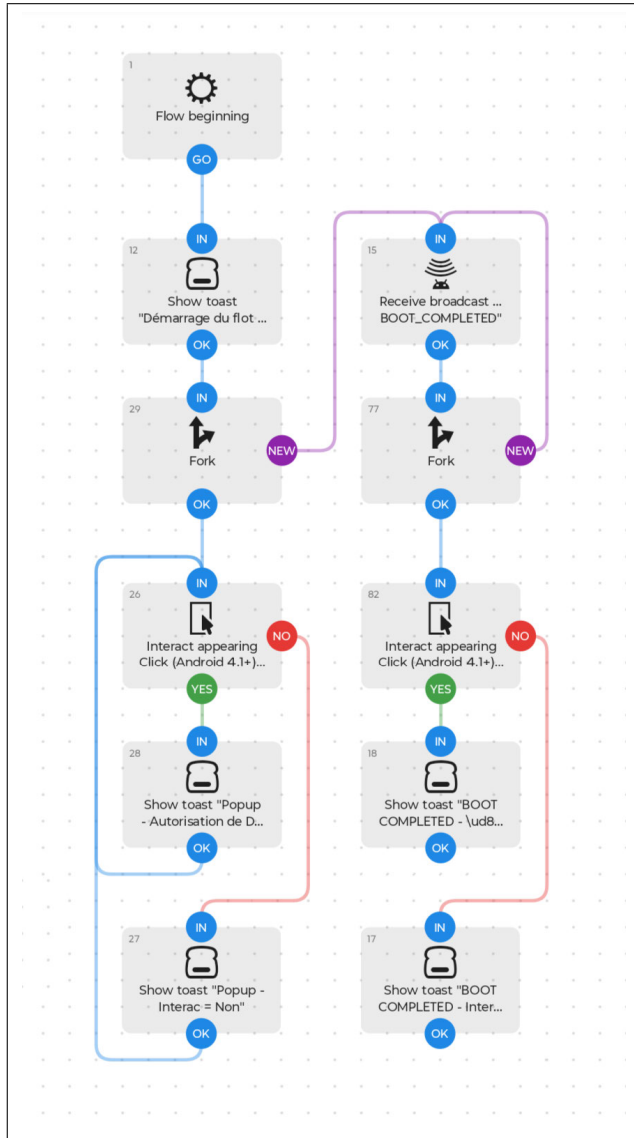 1
Flow beginning
GO
IN
12
Show toast
"Démarrage du flot ...
OK
IN
29
Fork
NEW
OK
IN
26
Interact appearing
Click (Android 4.1+)...
NO
YES
IN
28
Show toast "Popup
- Autorisation de D...
OK
IN
27
Show toast "Popup -
Interac = Non"
OK
IN
15
Receive broadcast ...
BOOT_COMPLETED"
OK
IN
77
Fork
NEW
OK
IN
82
Interact appearing
Click (Android 4.1+)...
NO
YES
IN
18
Show toast "BOOT
COMPLETED - \ud8...
OK
IN
17
Show toast "BOOT
COMPLETED - Inter...
OK